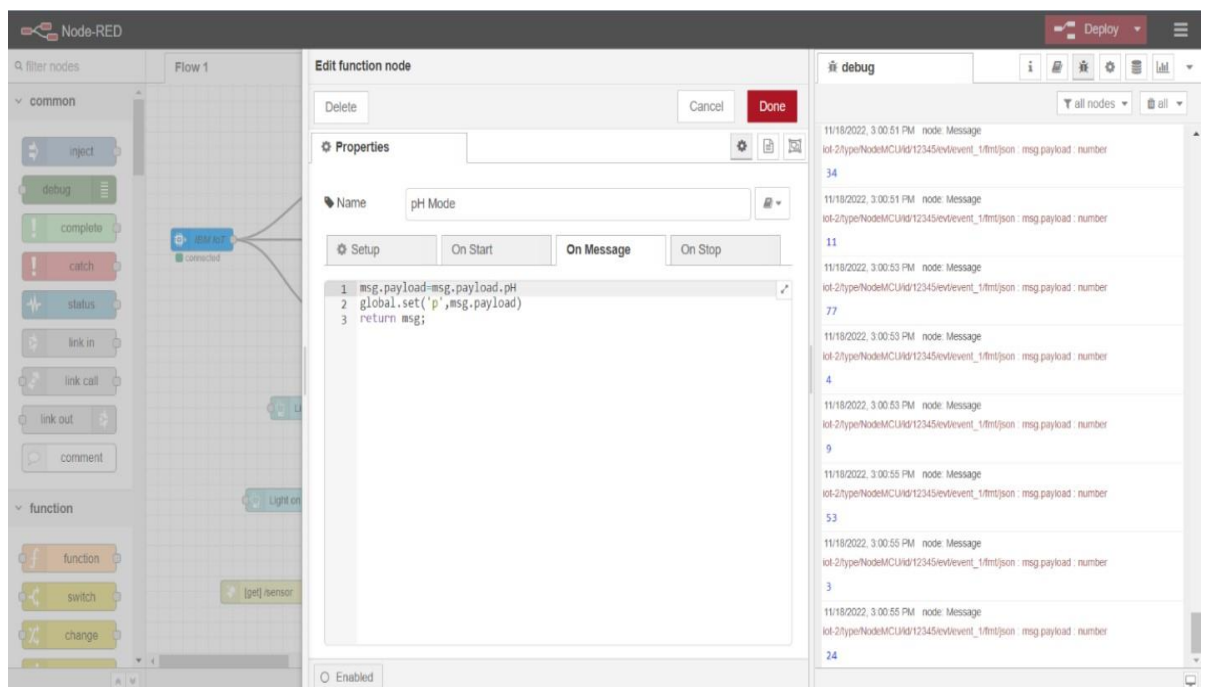 Node-RED
Deploy
filter nodes
Flow 1
Edit function node
debug
i
common
Delete
Cancel
Done
all nodes
all
Properties
inject
debug
complete
catch
status
link in
link call
link out
comment
function
function
switch
change
IBM IoT
connected
Light on
[get] /sensor
Name
pH Mode
Setup
On Start
On Message
On Stop
1 msg.payload=msg.payload.pH
2 global.set('p',msg.payload)
3 return msg;
Enabled
11/18/2022, 3:00:51 PM node: Message
iot-2/type/NodeMCU/id/12345/evt/event_1/fmt/json : msg.payload : number
34
11/18/2022, 3:00:51 PM node: Message
iot-2/type/NodeMCU/id/12345/evt/event_1/fmt/json : msg.payload : number
11
11/18/2022, 3:00:53 PM node: Message
iot-2/type/NodeMCU/id/12345/evt/event_1/fmt/json : msg.payload : number
77
11/18/2022, 3:00:53 PM node: Message
iot-2/type/NodeMCU/id/12345/evt/event_1/fmt/json : msg.payload : number
4
11/18/2022, 3:00:53 PM node: Message
iot-2/type/NodeMCU/id/12345/evt/event_1/fmt/json : msg.payload : number
9
11/18/2022, 3:00:55 PM node: Message
iot-2/type/NodeMCU/id/12345/evt/event_1/fmt/json : msg.payload : number
53
11/18/2022, 3:00:55 PM node: Message
iot-2/type/NodeMCU/id/12345/evt/event_1/fmt/json : msg.payload : number
3
11/18/2022, 3:00:55 PM node: Message
iot-2/type/NodeMCU/id/12345/evt/event_1/fmt/json : msg.payload : number
24